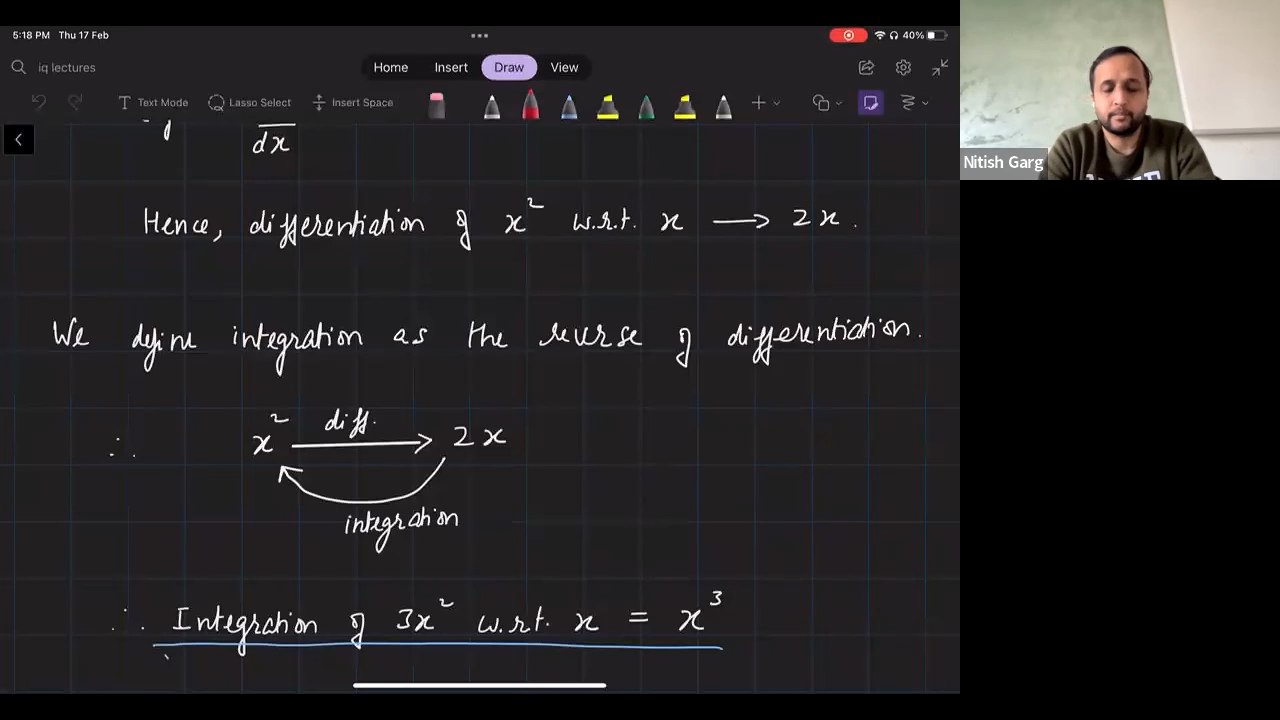 5:18 PM Thu 17 Feb
40%
iq lectures
Home Insert Draw View
Text Mode Lasso Select Insert Space
dx
Nitish Garg
Hence, differentiation of x² w.r.t. x → 2x.
We define integration as the reverse of differentiation.
∴ x² diff. → 2x
integration
∴ Integration of 3x² w.r.t. x = x³